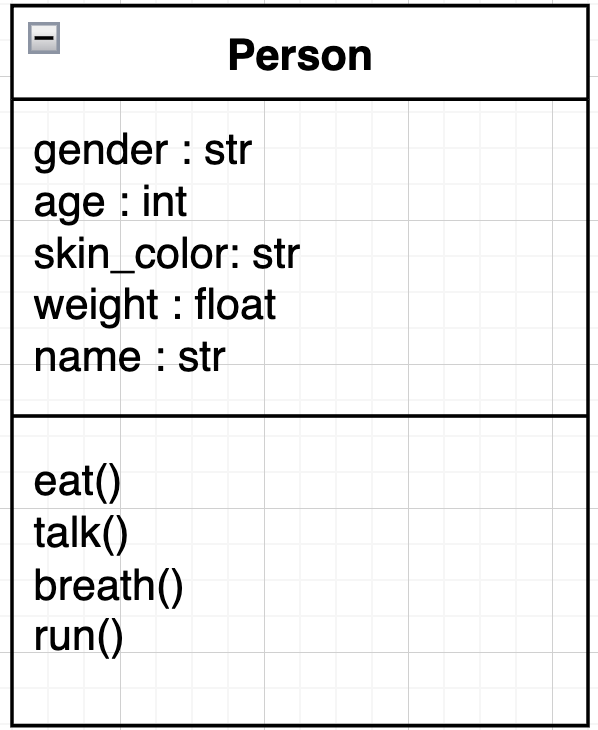 Person
gender : str
age : int
skin_color: str
weight : float
name : str
eat()
talk()
breath()
run()